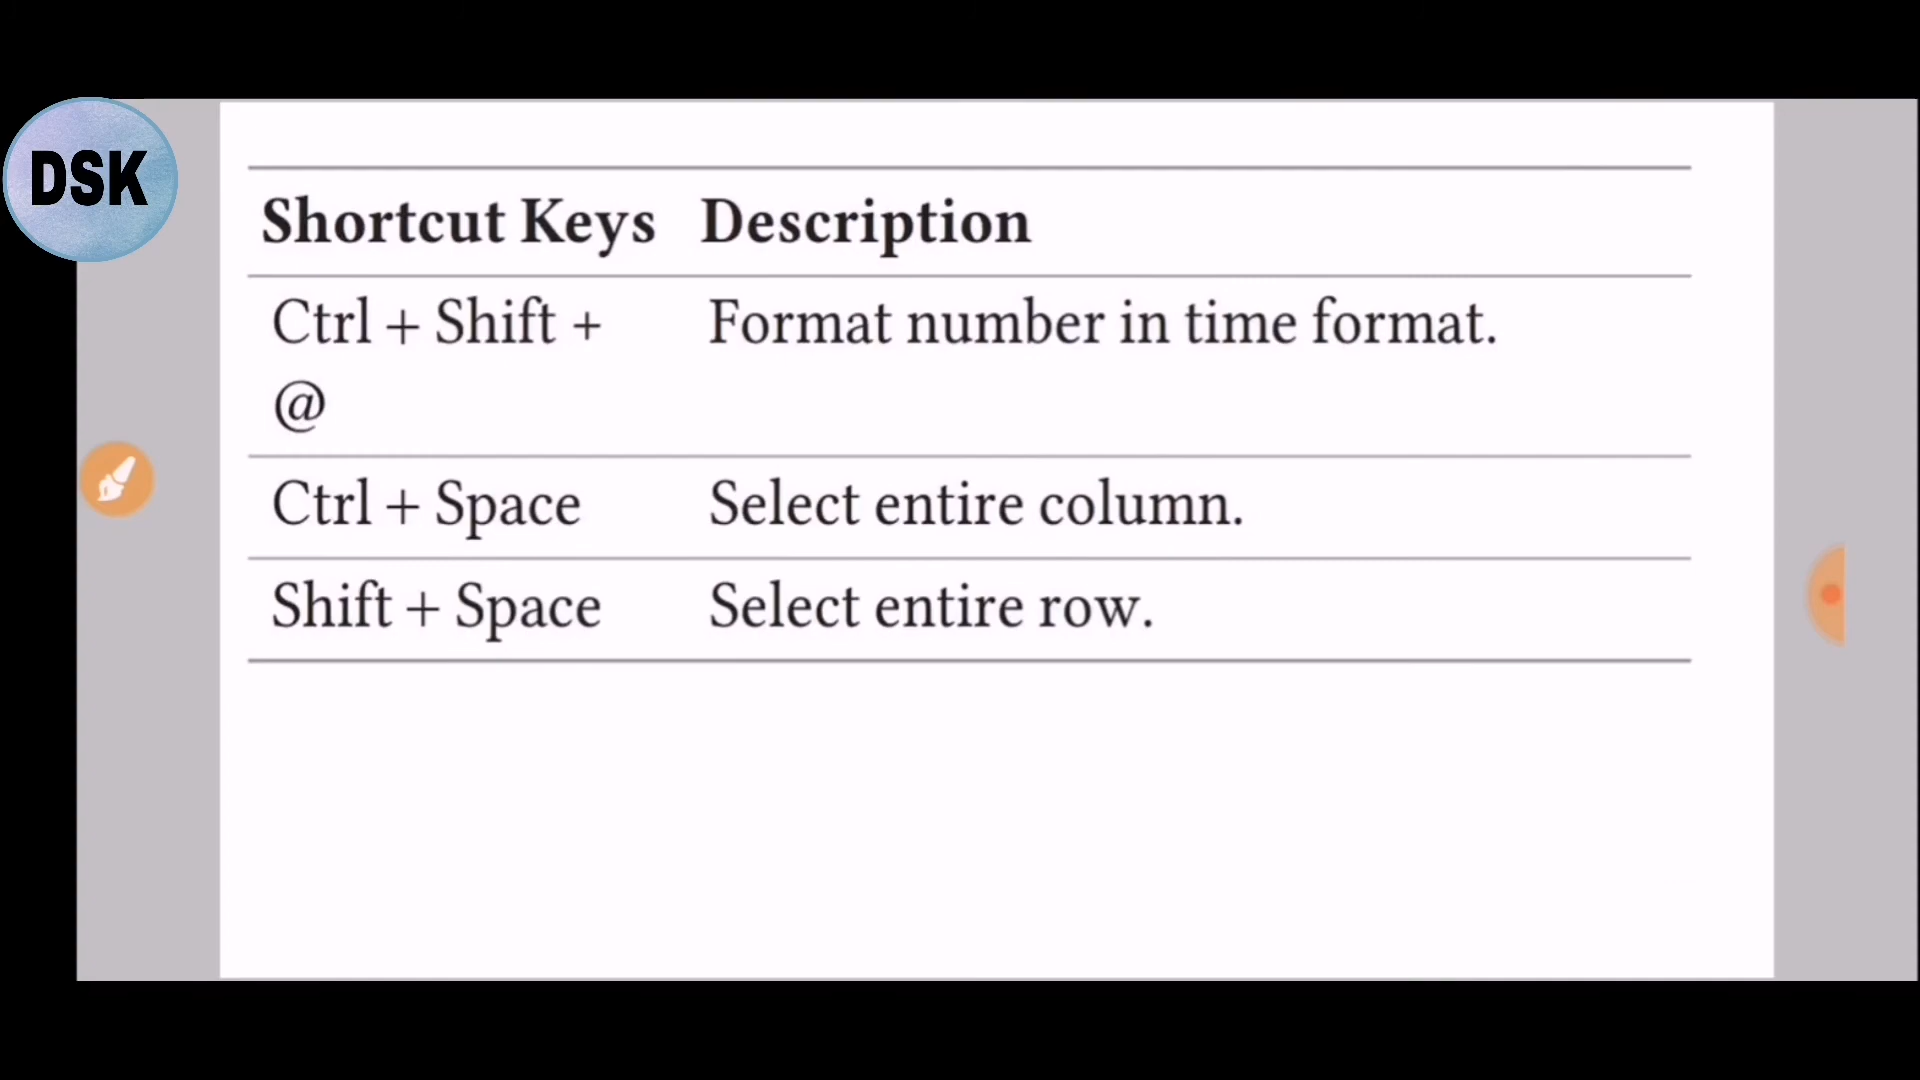 DSK
Shortcut Keys Description
Ctrl + Shift + Format number in time format.
@
Ctrl + Space Select entire column.
Shift + Space Select entire row.